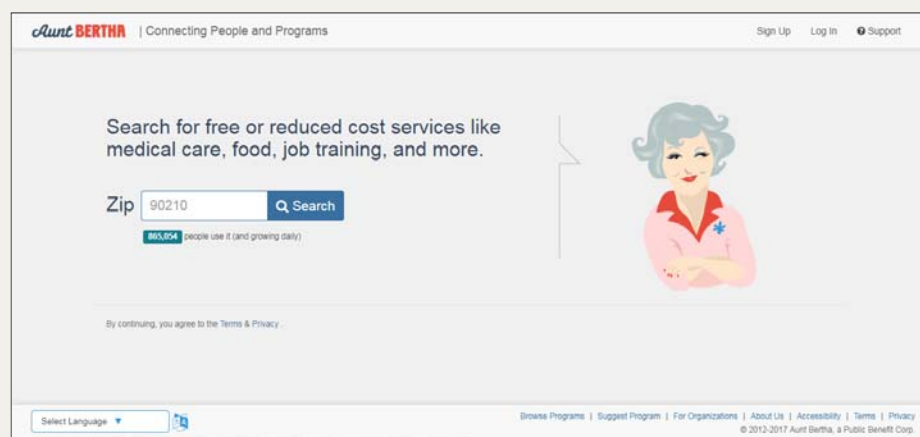 Aunt BERTHA | Connecting People and Programs
Sign Up Log In Support
Search for free or reduced cost services like
medical care, food, job training, and more.
Zip 90210 Search
865,054 people use it (and growing daily)
By continuing, you agree to the Terms & Privacy .
Select Language ▼
Browse Programs | Suggest Program | For Organizations | About Us | Accessibility | Terms | Privacy
© 2012-2017 Aunt Bertha, a Public Benefit Corp.